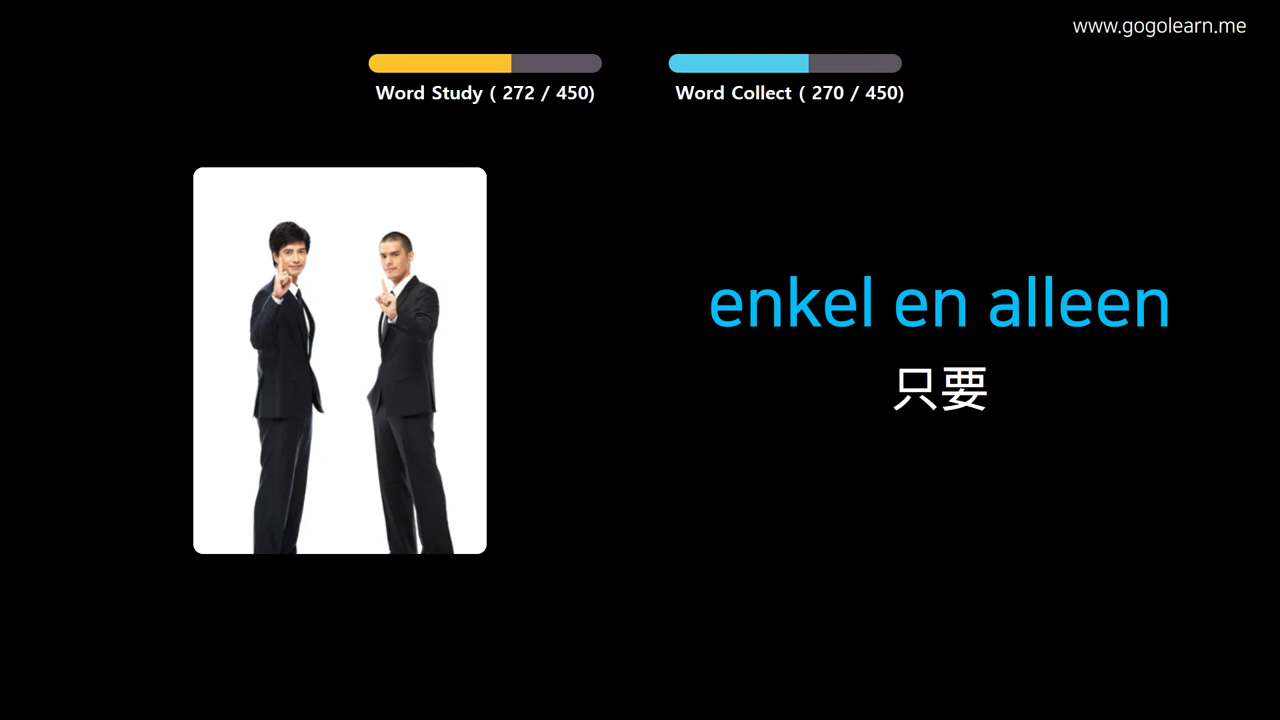 www.gogolearn.me
Word Study ( 272 / 450)
Word Collect ( 270 / 450)
enkel en alleen
只要